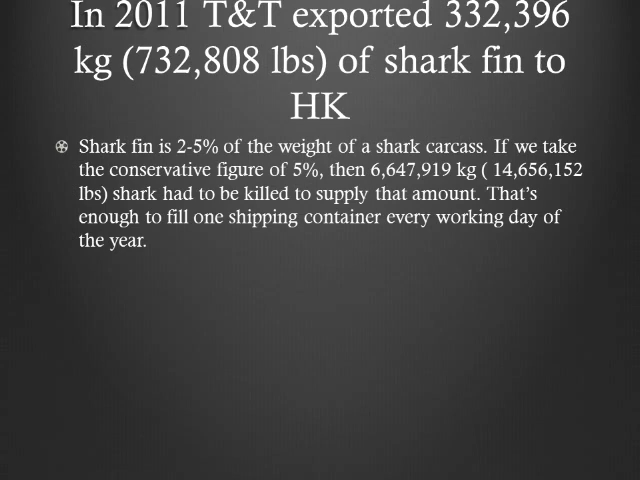 In 2011 T&T exported 332,396
kg (732,808 lbs) of shark fin to
HK
Shark fin is 2-5% of the weight of a shark carcass. If we take
the conservative figure of 5%, then 6,647,919 kg ( 14,656,152
lbs) shark had to be killed to supply that amount. That’s
enough to fill one shipping container every working day of
the year.